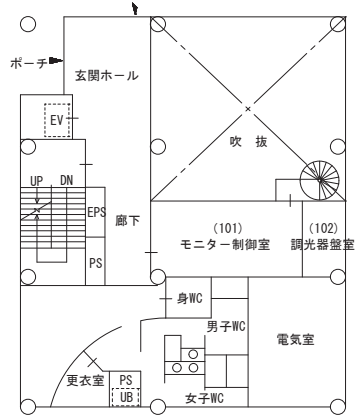 ポーチ
玄関ホール
EV
吹 抜
UP DN
EPS
廊下
(101)
モニター制御室
(102)
調光器盤室
PS
身WC
男子WC
電気室
更衣室
PS
UB
女子WC